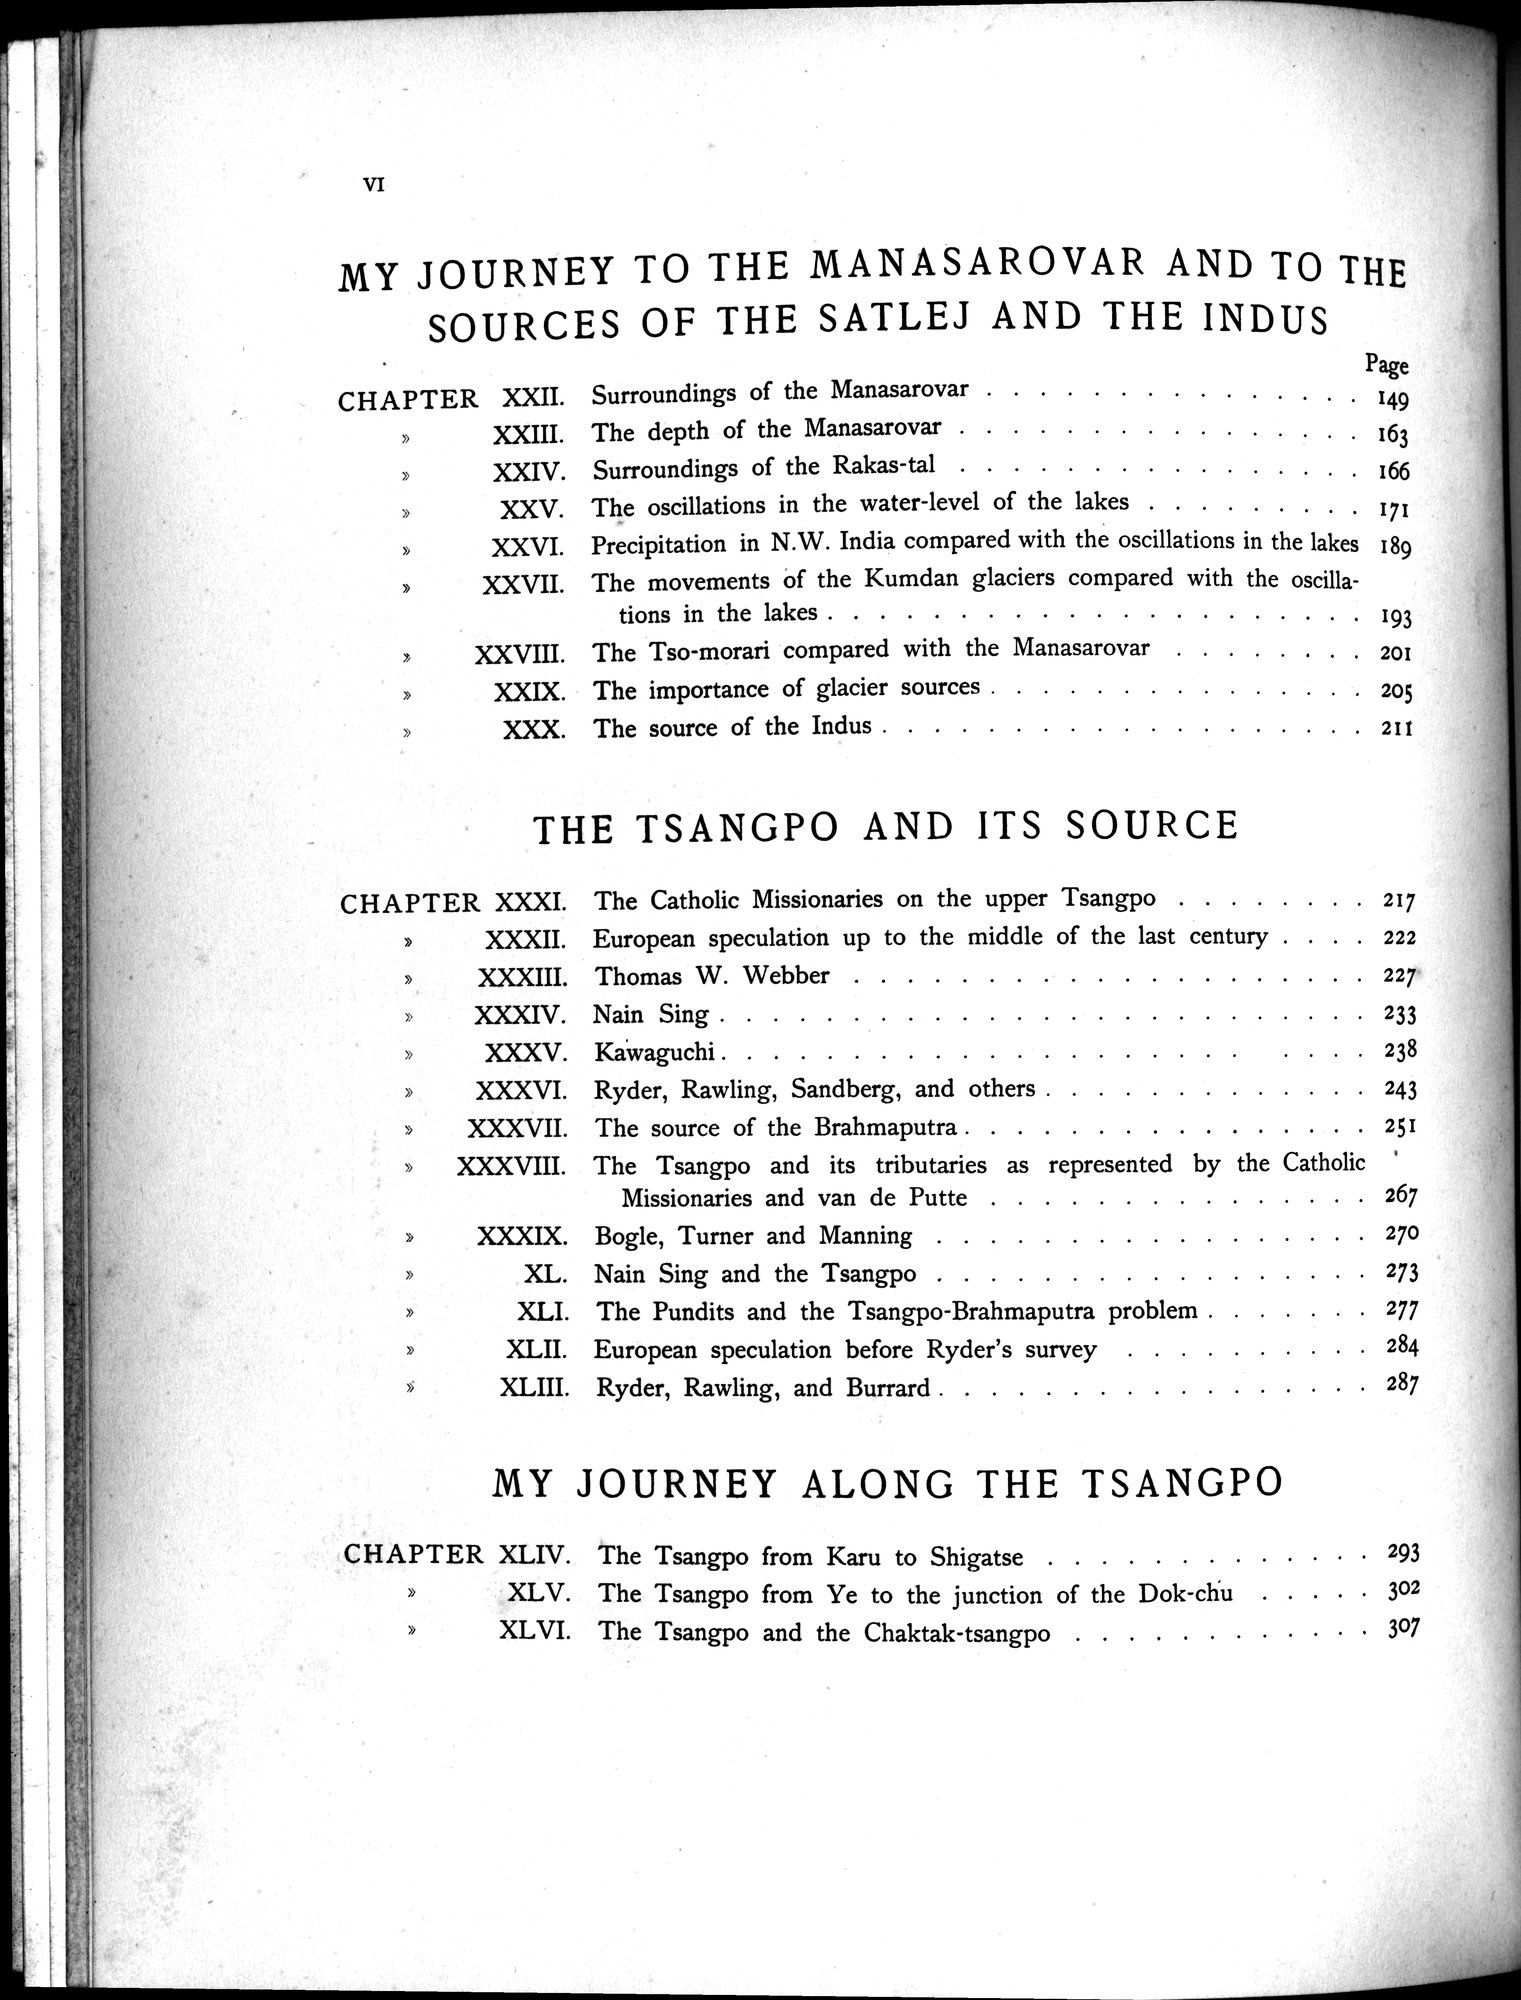 VI
MY JOURNEY TO THE MANASAROVAR AND TO THE
SOURCES OF THE SATLEJ AND THE INDUS
Page
CHAPTER XXII. Surroundings of the Manasarovar . . . . . . . . . . . . . . 149
» XXIII. The depth of the Manasarovar . . . . . . . . . . . . . . . 163
» XXIV. Surroundings of the Rakas-tal . . . . . . . . . . . . . . . 166
» XXV. The oscillations in the water-level of the lakes . . . . . . . . . 171
» XXVI. Precipitation in N.W. India compared with the oscillations in the lakes 189
» XXVII. The movements of the Kumdan glaciers compared with the oscilla-
tions in the lakes . . . . . . . . . . . . . . . . . . . . 193
» XXVIII. The Tso-morari compared with the Manasarovar . . . . . . . . 201
» XXIX. The importance of glacier sources . . . . . . . . . . . . . . 205
» XXX. The source of the Indus . . . . . . . . . . . . . . . . . . 211
THE TSANGPO AND ITS SOURCE
CHAPTER XXXI. The Catholic Missionaries on the upper Tsangpo . . . . . . . . 217
» XXXII. European speculation up to the middle of the last century . . . . 222
» XXXIII. Thomas W. Webber . . . . . . . . . . . . . . . . . . . 227
» XXXIV. Nain Sing . . . . . . . . . . . . . . . . . . . . . . . . 233
» XXXV. Kawaguchi . . . . . . . . . . . . . . . . . . . . . . . 238
» XXXVI. Ryder, Rawling, Sandberg, and others . . . . . . . . . . . . 243
» XXXVII. The source of the Brahmaputra . . . . . . . . . . . . . . . 251
» XXXVIII. The Tsangpo and its tributaries as represented by the Catholic
Missionaries and van de Putte . . . . . . . . . . . . . . 267
» XXXIX. Bogle, Turner and Manning . . . . . . . . . . . . . . . . 270
» XL. Nain Sing and the Tsangpo . . . . . . . . . . . . . . . . 273
» XLI. The Pundits and the Tsangpo-Brahmaputra problem . . . . . . . 277
» XLII. European speculation before Ryder's survey . . . . . . . . . . 284
» XLIII. Ryder, Rawling, and Burrard . . . . . . . . . . . . . . . . 287
MY JOURNEY ALONG THE TSANGPO
CHAPTER XLIV. The Tsangpo from Karu to Shigatse . . . . . . . . . . . . . 293
» XLV. The Tsangpo from Ye to the junction of the Dok-chu . . . . . 302
» XLVI. The Tsangpo and the Chaktak-tsangpo . . . . . . . . . . . . 307